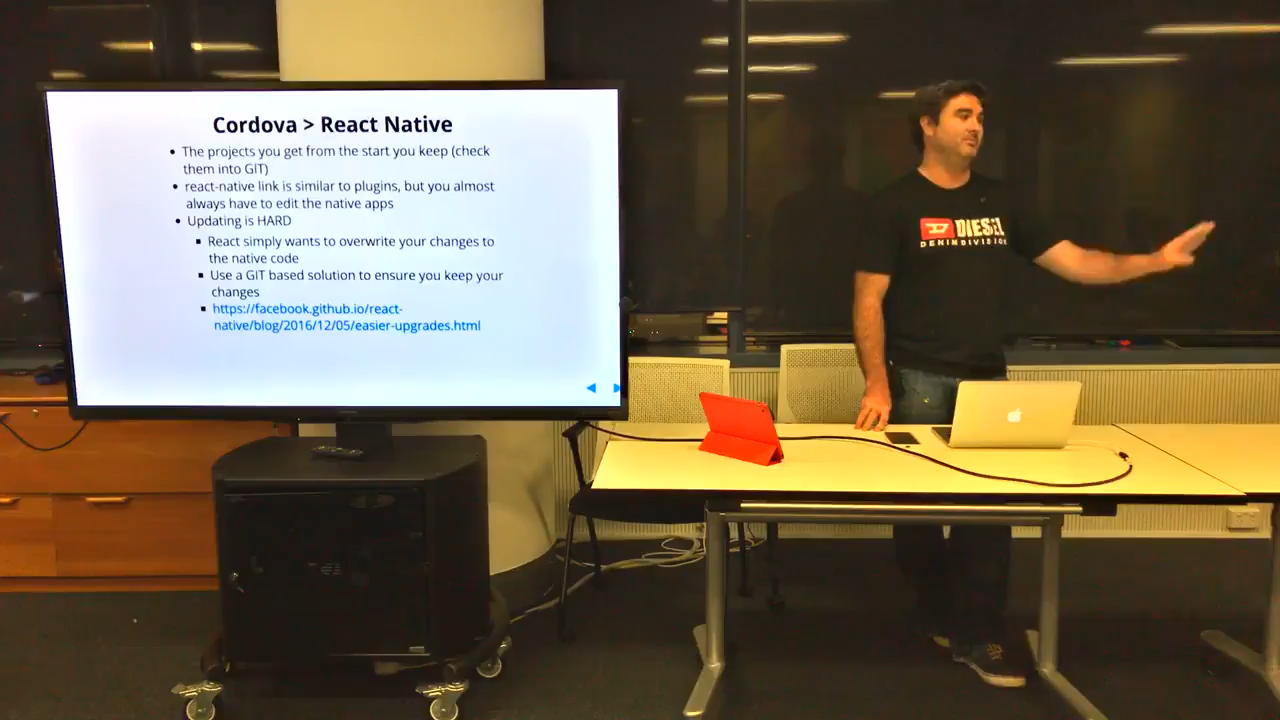 Cordova > React Native
• The projects you get from the start you keep (check
them into GIT)
• react-native link is similar to plugins, but you almost
always have to edit the native apps
• Updating is HARD
▪ React simply wants to overwrite your changes to
the native code
▪ Use a GIT based solution to ensure you keep your
changes
▪ https://facebook.github.io/react-
native/blog/2016/12/05/easier-upgrades.html
DIESEL
DENIMDIVISION